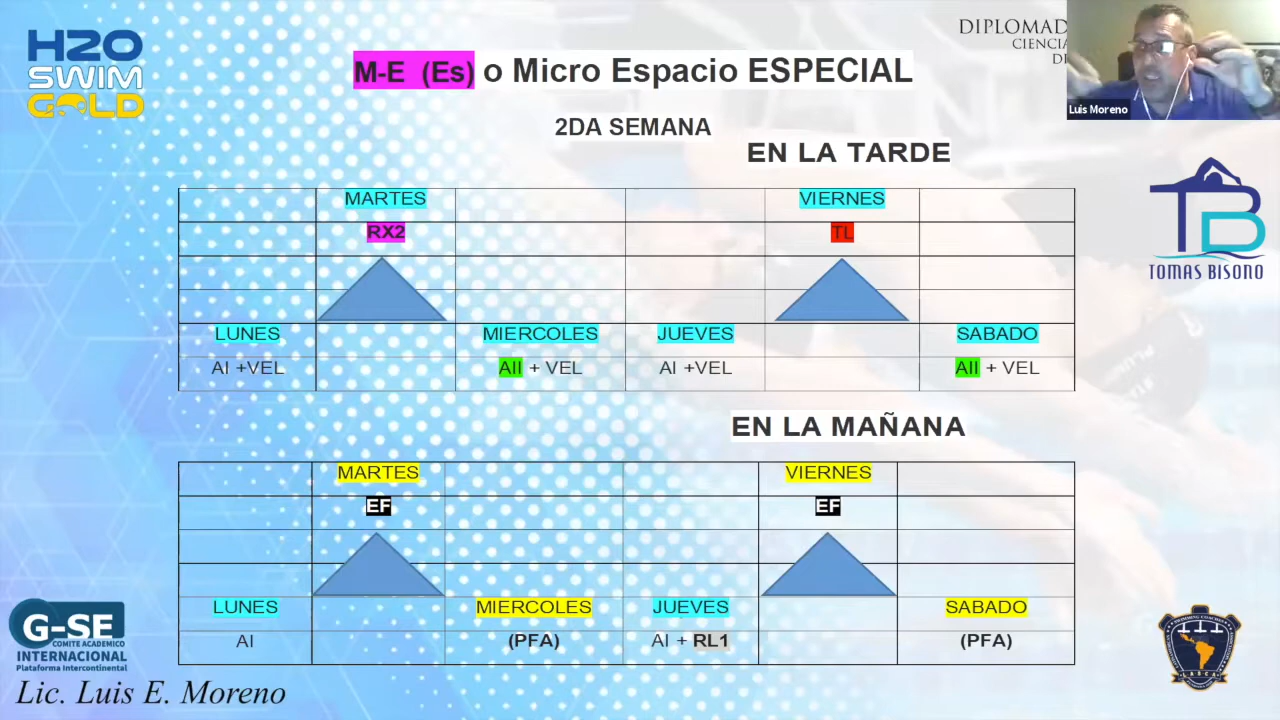 H2O
SWIM
GOLD
DIPLOMAD
CIENCIA
M-E (Es) o Micro Espacio ESPECIAL
Luis Moreno
2DA SEMANA
EN LA TARDE
MARTES VIERNES
RX2 TL
LUNES MIERCOLES JUEVES SABADO
AI +VEL AII + VEL AI +VEL AII + VEL
TB
TOMAS BISONO
EN LA MAÑANA
MARTES VIERNES
EF EF
LUNES MIERCOLES JUEVES SABADO
AI (PFA) AI + RL1 (PFA)
G-SE
COMITE ACADEMICO
INTERNACIONAL
Plataforma Intercontinental
Lic. Luis E. Moreno